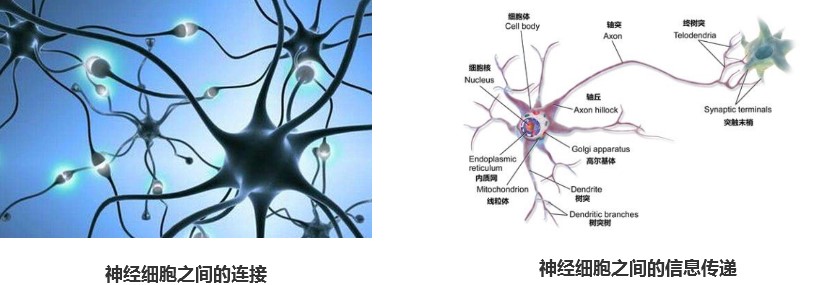 细胞体
Cell body
轴突
Axon
终树突
Telodendria
细胞核
Nucleus
轴丘
Axon hillock
Synaptic terminals
突触末梢
Golgi apparatus
高尔基体
Endoplasmic
reticulum
内质网
Mitochondrion
线粒体
Dendrite
树突
Dendritic branches
树突树
神经细胞之间的连接
神经细胞之间的信息传递